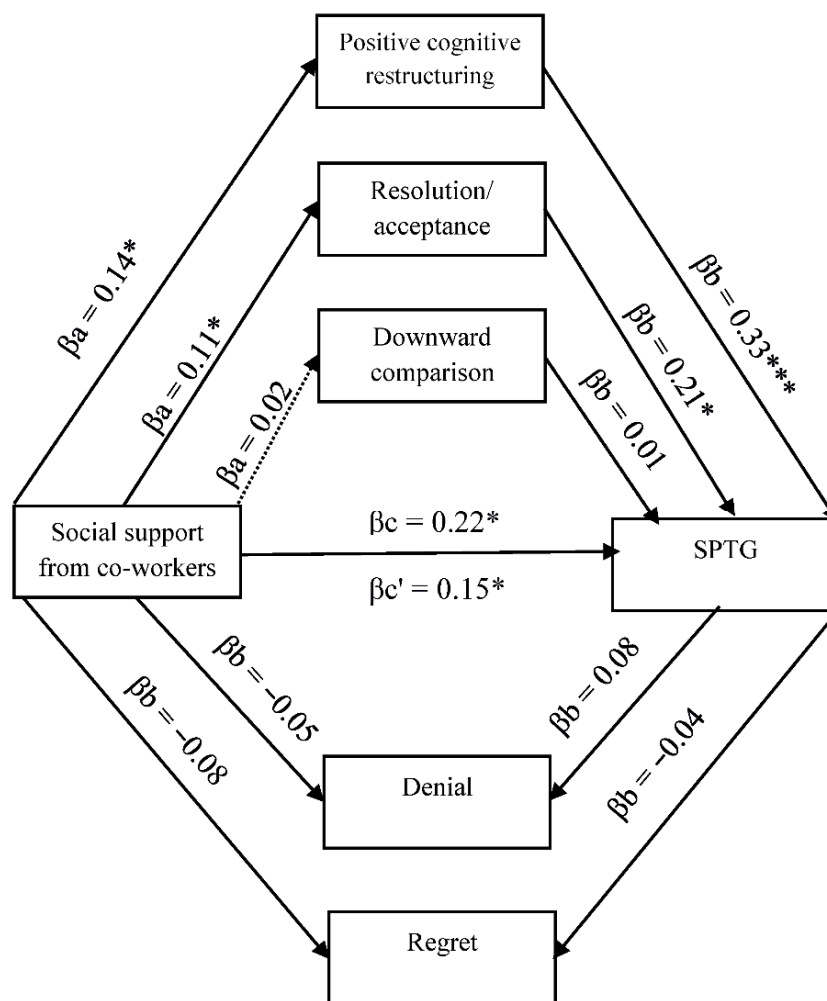 Positive cognitive
restructuring
Resolution/
acceptance
Downward
comparison
βa = 0.14*
βa = 0.11*
βa = 0.02
βb = 0.33***
βb = 0.21*
βb = 0.01
Social support
from co-workers
βc = 0.22*
βc' = 0.15*
SPTG
βb = −0.08
βb = −0.05
βb = 0.08
βb = −0.04
Denial
Regret